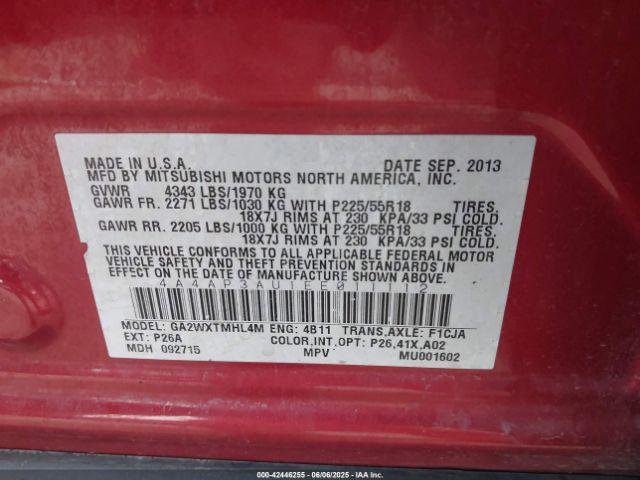 MADE IN U.S.A. DATE SEP. 2013
MFD BY MITSUBISHI MOTORS NORTH AMERICA, INC.
GVWR 4343 LBS/1970 KG
GAWR FR. 2271 LBS/1030 KG WITH P225/55R18 TIRES,
18X7J RIMS AT 230 KPA/33 PSI COLD.
GAWR RR. 2205 LBS/1000 KG WITH P225/55R18 TIRES,
18X7J RIMS AT 230 KPA/33 PSI COLD.
THIS VEHICLE CONFORMS TO ALL APPLICABLE FEDERAL MOTOR
VEHICLE SAFETY AND THEFT PREVENTION STANDARDS IN
EFFECT ON THE DATE OF MANUFACTURE SHOWN ABOVE.
4A4AP3AU1EE011112
MODEL: GA2WXTMHL4M ENG: 4B11 TRANS,AXLE: F1CJA
EXT: P26A COLOR,INT,OPT: P26,41X,A02
MDH 092715 MPV MU001602
000-42446255 - 06/06/2025 - IAAI.com